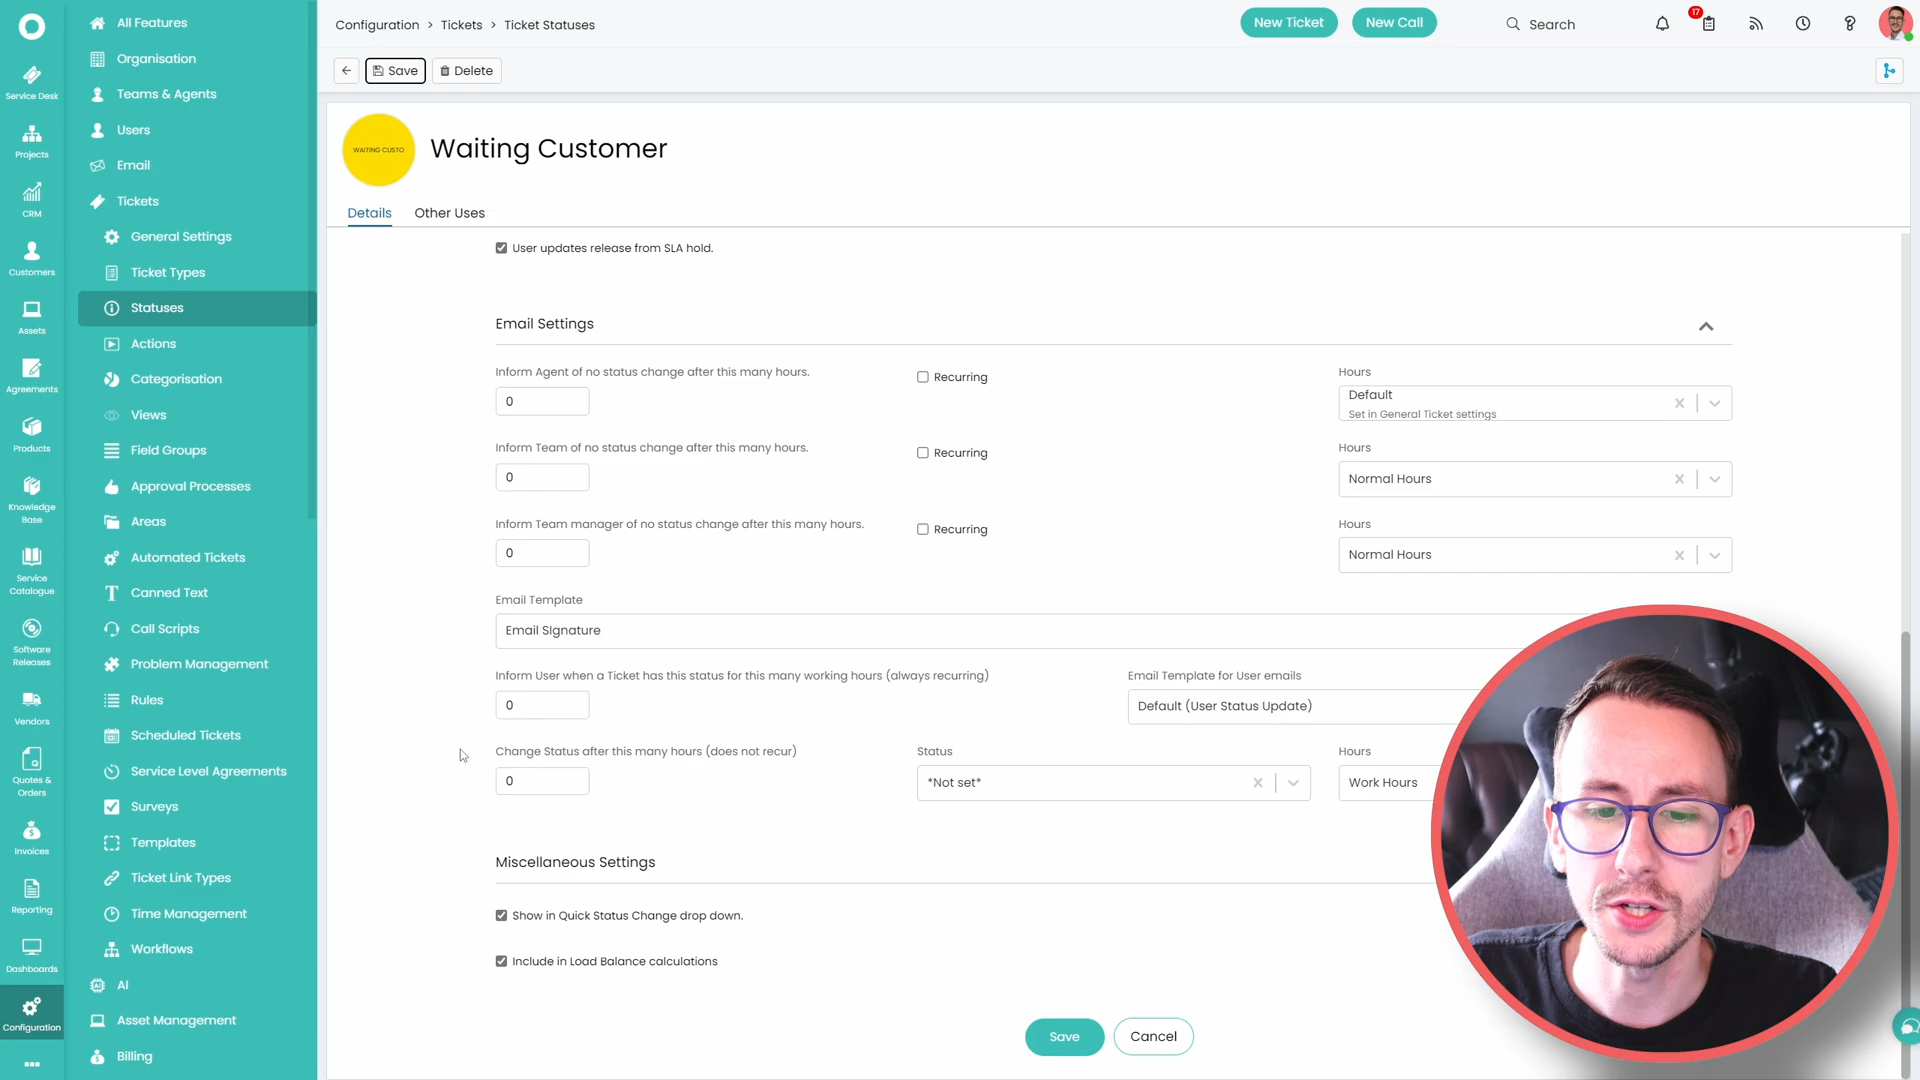 Service Desk
Projects
CRM
Customers
Assets
Agreements
Products
Knowledge
Base
Service
Catalogue
Software
Releases
Vendors
Quotes &
Orders
Invoices
Reporting
Dashboards
Configuration
All Features
Organisation
Teams & Agents
Users
Email
Tickets
General Settings
Ticket Types
Statuses
Actions
Categorisation
Views
Field Groups
Approval Processes
Areas
Automated Tickets
Canned Text
Call Scripts
Problem Management
Rules
Scheduled Tickets
Service Level Agreements
Surveys
Templates
Ticket Link Types
Time Management
Workflows
AI
Asset Management
Billing
Configuration > Tickets > Ticket Statuses
New Ticket
New Call
Search
17
Save
Delete
WAITING CUSTO
Waiting Customer
Details
Other Uses
User updates release from SLA hold.
Email Settings
Inform Agent of no status change after this many hours.
0
Recurring
Hours
Default
Set in General Ticket settings
Inform Team of no status change after this many hours.
0
Recurring
Hours
Normal Hours
Inform Team manager of no status change after this many hours.
0
Recurring
Hours
Normal Hours
Email Template
Email SIgnature
Inform User when a Ticket has this status for this many working hours (always recurring)
0
Email Template for User emails
Default (User Status Update)
Change Status after this many hours (does not recur)
0
Status
*Not set*
Hours
Work Hours
Miscellaneous Settings
Show in Quick Status Change drop down.
Include in Load Balance calculations
Save
Cancel